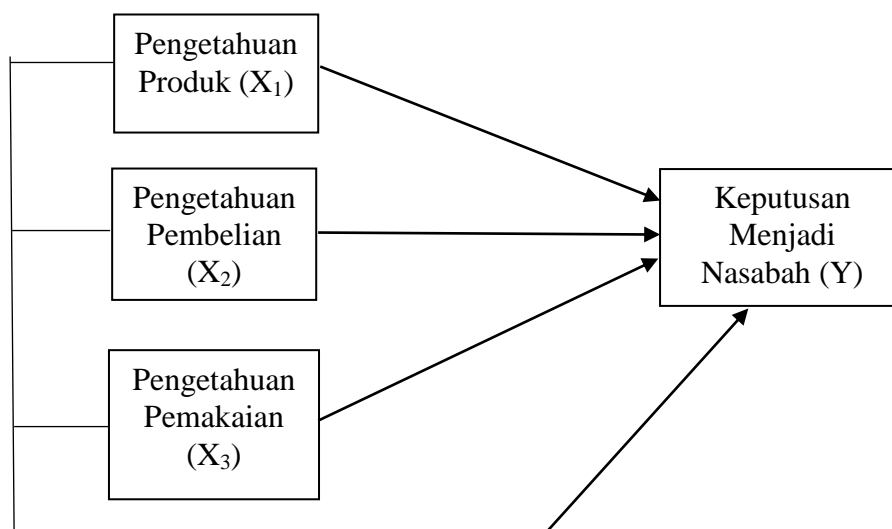 Pengetahuan
Produk (X₁)
Pengetahuan
Pembelian
(X₂)
Keputusan
Menjadi
Nasabah (Y)
Pengetahuan
Pemakaian
(X₃)